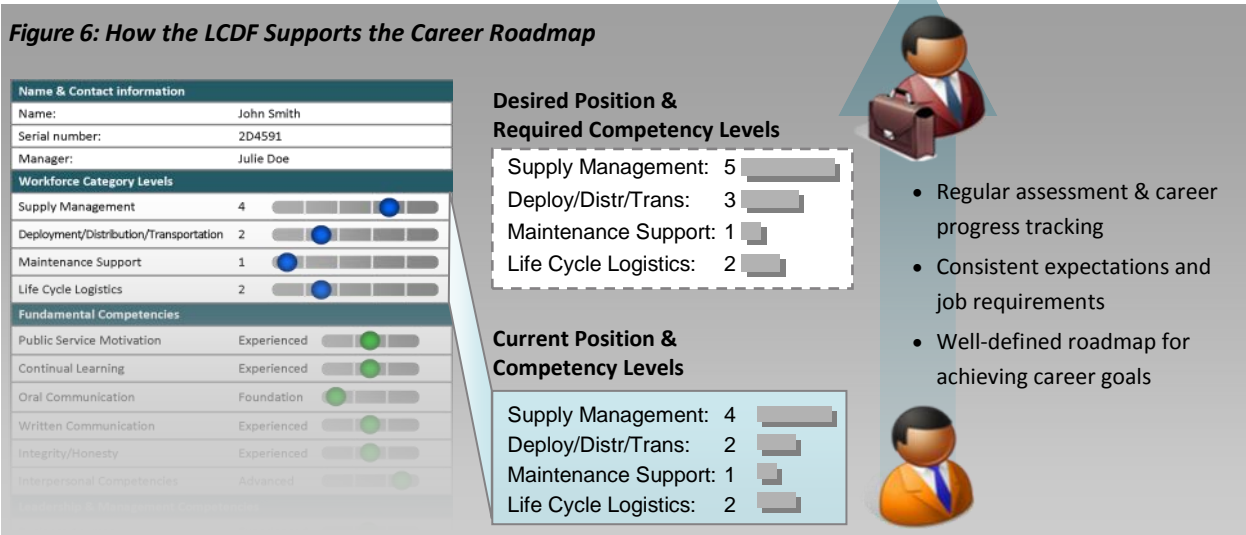 Figure 6: How the LCDF Supports the Career Roadmap
Name & Contact information
Name: John Smith
Serial number: 2D4591
Manager: Julie Doe
Workforce Category Levels
Supply Management 4
Deployment/Distribution/Transportation 2
Maintenance Support 1
Life Cycle Logistics 2
Fundamental Competencies
Public Service Motivation Experienced
Continual Learning Experienced
Oral Communication Foundation
Written Communication Experienced
Integrity/Honesty Experienced
Interpersonal Competencies Advanced
Desired Position &
Required Competency Levels
Supply Management: 5
Deploy/Distr/Trans: 3
Maintenance Support: 1
Life Cycle Logistics: 2
Current Position &
Competency Levels
Supply Management: 4
Deploy/Distr/Trans: 2
Maintenance Support: 1
Life Cycle Logistics: 2
• Regular assessment & career
progress tracking
• Consistent expectations and
job requirements
• Well-defined roadmap for
achieving career goals